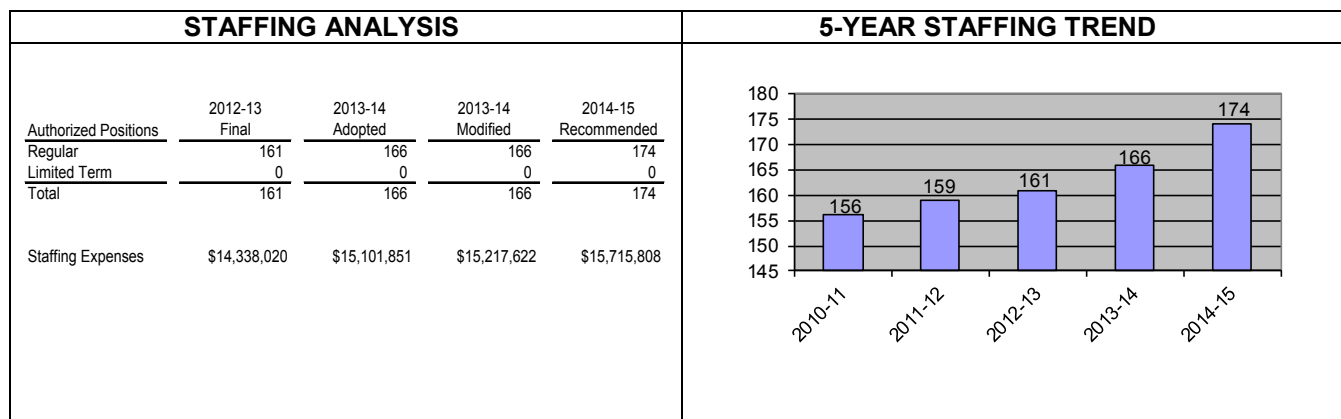 STAFFING ANALYSIS
5-YEAR STAFFING TREND
2012-13 2013-14 2013-14 2014-15
Authorized Positions Final Adopted Modified Recommended
Regular 161 166 166 174
Limited Term 0 0 0 0
Total 161 166 166 174
Staffing Expenses $14,338,020 $15,101,851 $15,217,622 $15,715,808
180
175
170
165
160
155
150
145
156
159
161
166
174
2010-11
2011-12
2012-13
2013-14
2014-15